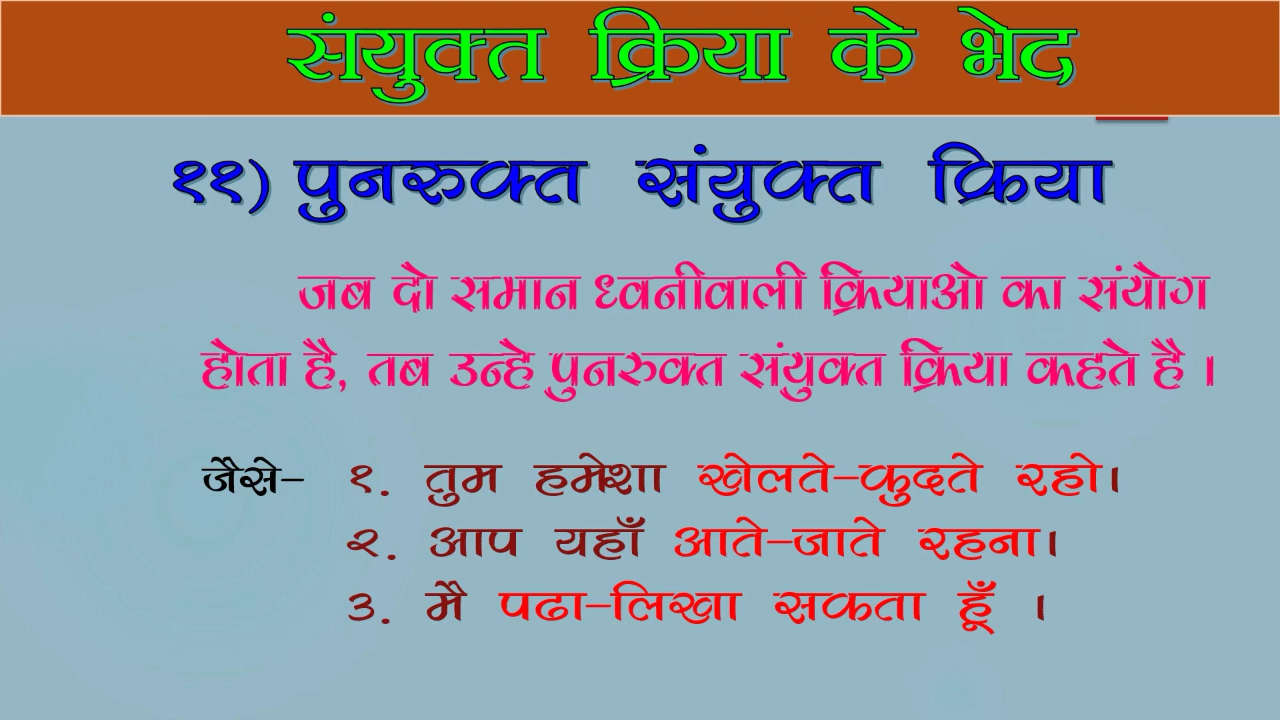 संयुक्त क्रिया के भेद
११) पुनरुक्त संयुक्त क्रिया
जब दो समान ध्वनीवाली क्रियाओ का संयोग
होता है, तब उन्हे पुनरुक्त संयुक्त क्रिया कहते है ।
जैसे- १. तुम हमेशा खेलते-कुदते रहो।
२. आप यहाँ आते-जाते रहना।
३. मै पढा-लिखा सकता हूँ ।